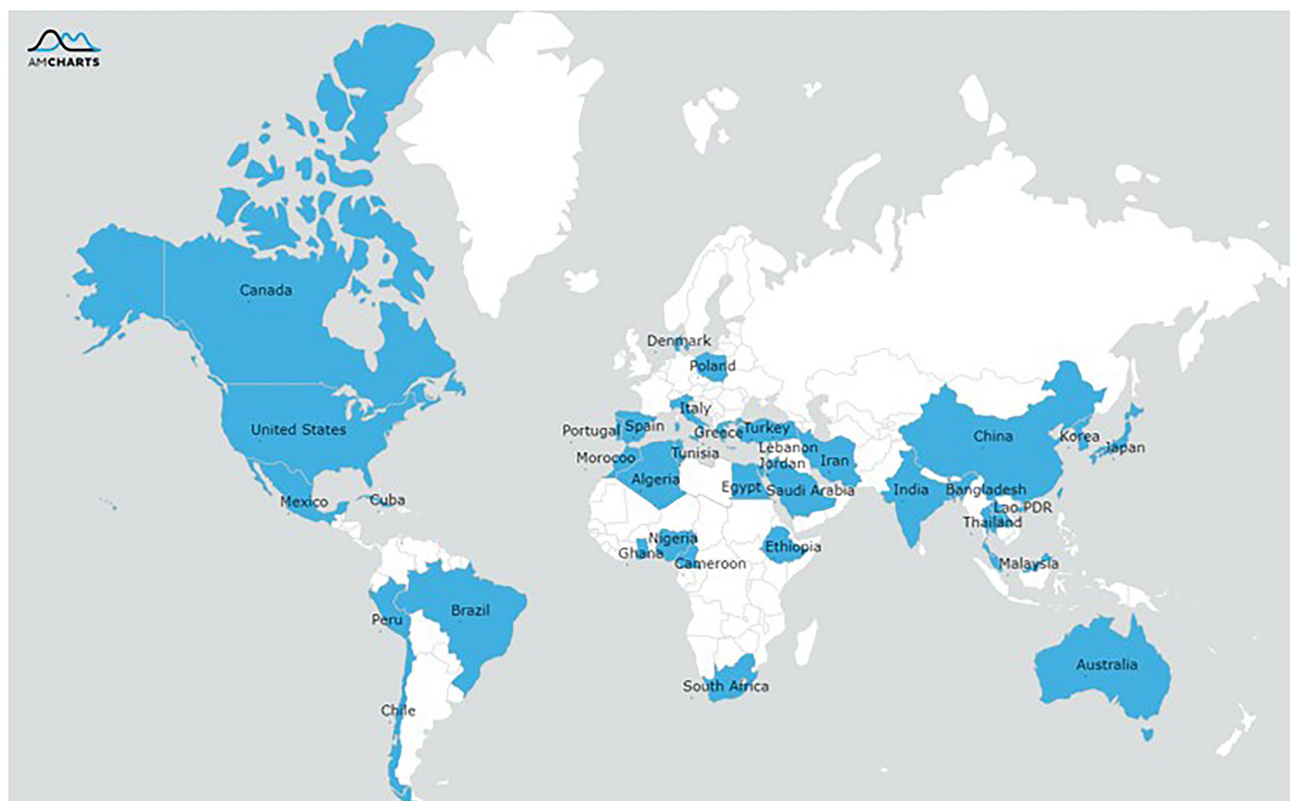 AMCHARTS
Canada
Denmark
Poland
Italy
Portugal
Spain
Greece
Turkey
United States
China
Korea
Japan
Morocoo
Tunisia
Lebanon
Jordan
Iran
Algeria
Egypt
Saudi Arabia
India
Bangladesh
Mexico
Cuba
Lao PDR
Thailand
Nigeria
Ghana
Cameroon
Ethiopia
Malaysia
Peru
Brazil
South Africa
Australia
Chile